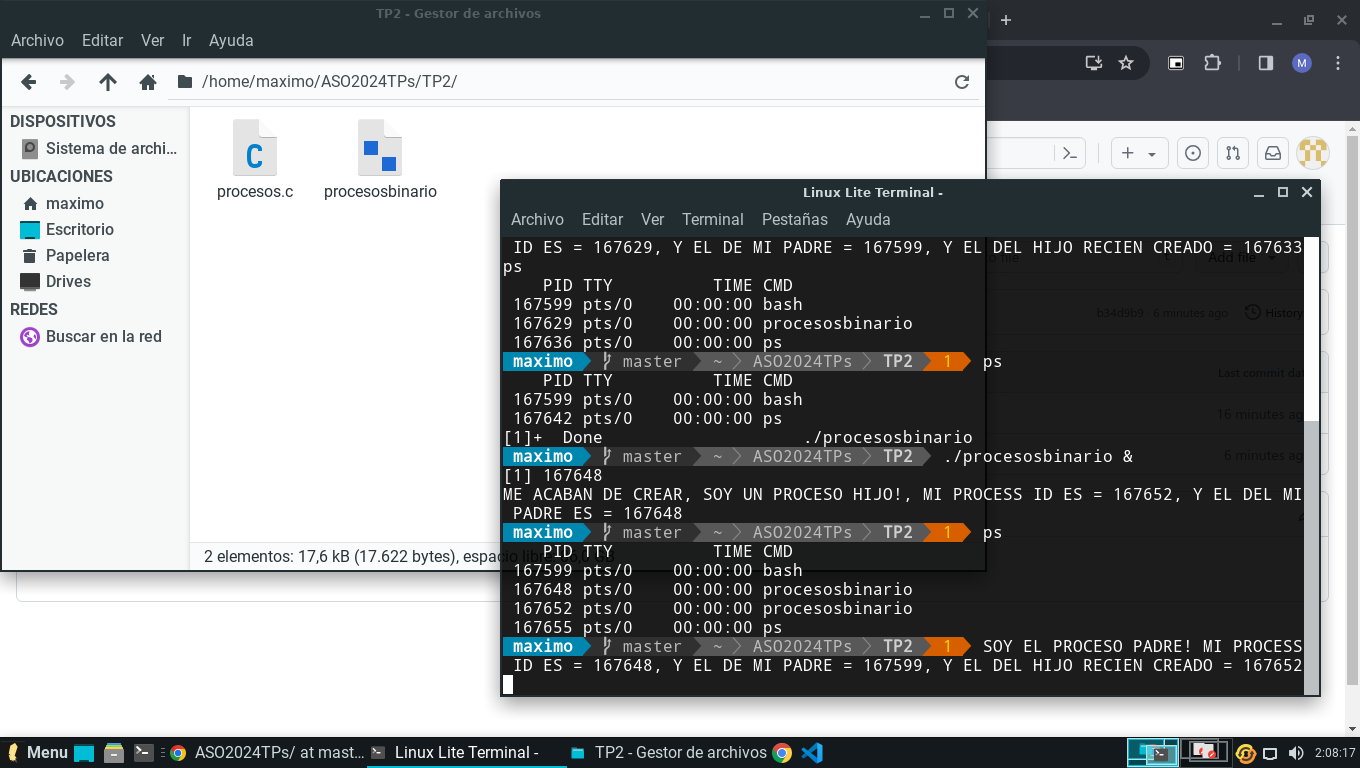 TP2 - Gestor de archivos
Archivo Editar Ver Ir Ayuda
/home/maximo/ASO2024TPs/TP2/
DISPOSITIVOS
Sistema de archi...
UBICACIONES
maximo
Escritorio
Papelera
Drives
REDES
Buscar en la red
procesos.c
procesosbinario
2 elementos: 17,6 kB (17.622 bytes), espacio
M
Linux Lite Terminal -
Archivo Editar Ver Terminal Pestañas Ayuda
ID ES = 167629, Y EL DE MI PADRE = 167599, Y EL DEL HIJO RECIEN CREADO = 167633
ps
PID TTY TIME CMD
167599 pts/0 00:00:00 bash
167629 pts/0 00:00:00 procesosbinario
167636 pts/0 00:00:00 ps
maximo master ~ ASO2024TPs TP2 1 ps
PID TTY TIME CMD
167599 pts/0 00:00:00 bash
167642 pts/0 00:00:00 ps
[1]+ Done ./procesosbinario
maximo master ~ ASO2024TPs TP2 ./procesosbinario &
[1] 167648
ME ACABAN DE CREAR, SOY UN PROCESO HIJO!, MI PROCESS ID ES = 167652, Y EL DEL MI
PADRE ES = 167648
maximo master ~ ASO2024TPs TP2 1 ps
PID TTY TIME CMD
167599 pts/0 00:00:00 bash
167648 pts/0 00:00:00 procesosbinario
167652 pts/0 00:00:00 procesosbinario
167655 pts/0 00:00:00 ps
maximo master ~ ASO2024TPs TP2 1 SOY EL PROCESO PADRE! MI PROCESS
ID ES = 167648, Y EL DE MI PADRE = 167599, Y EL DEL HIJO RECIEN CREADO = 167652
to file
Add file
b34d9b9 · 6 minutes ago History
Last commit dat
16 minutes ag
6 minutes ag
Menu ASO2024TPs/ at mast... Linux Lite Terminal - TP2 - Gestor de archivos 2:08:17